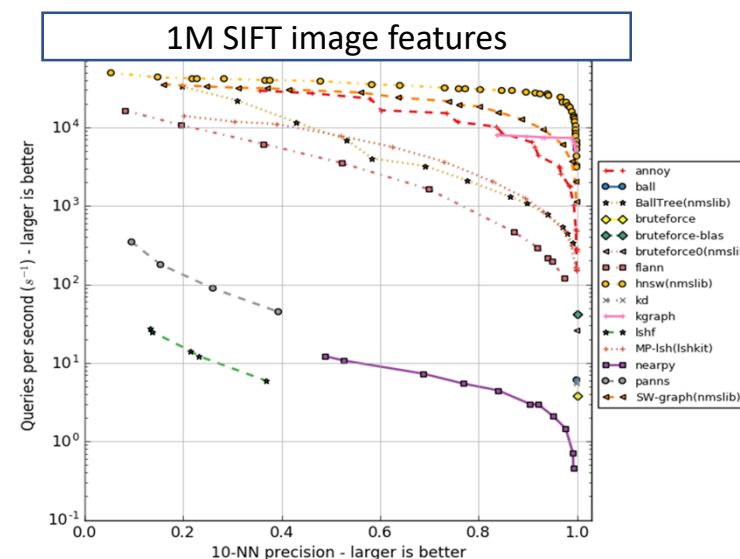 1M SIFT image features
Queries per second (s⁻¹) - larger is better
10⁴
10³
10²
10¹
10⁰
10⁻¹
0.0 0.2 0.4 0.6 0.8 1.0
10-NN precision - larger is better
annoy
ball
BallTree(nmslib)
bruteforce
bruteforce-blas
bruteforce0(nmsli
flann
hnsw(nmslib)
kd
kgraph
lshf
MP-lsh(lshkit)
nearpy
panns
SW-graph(nmslib)